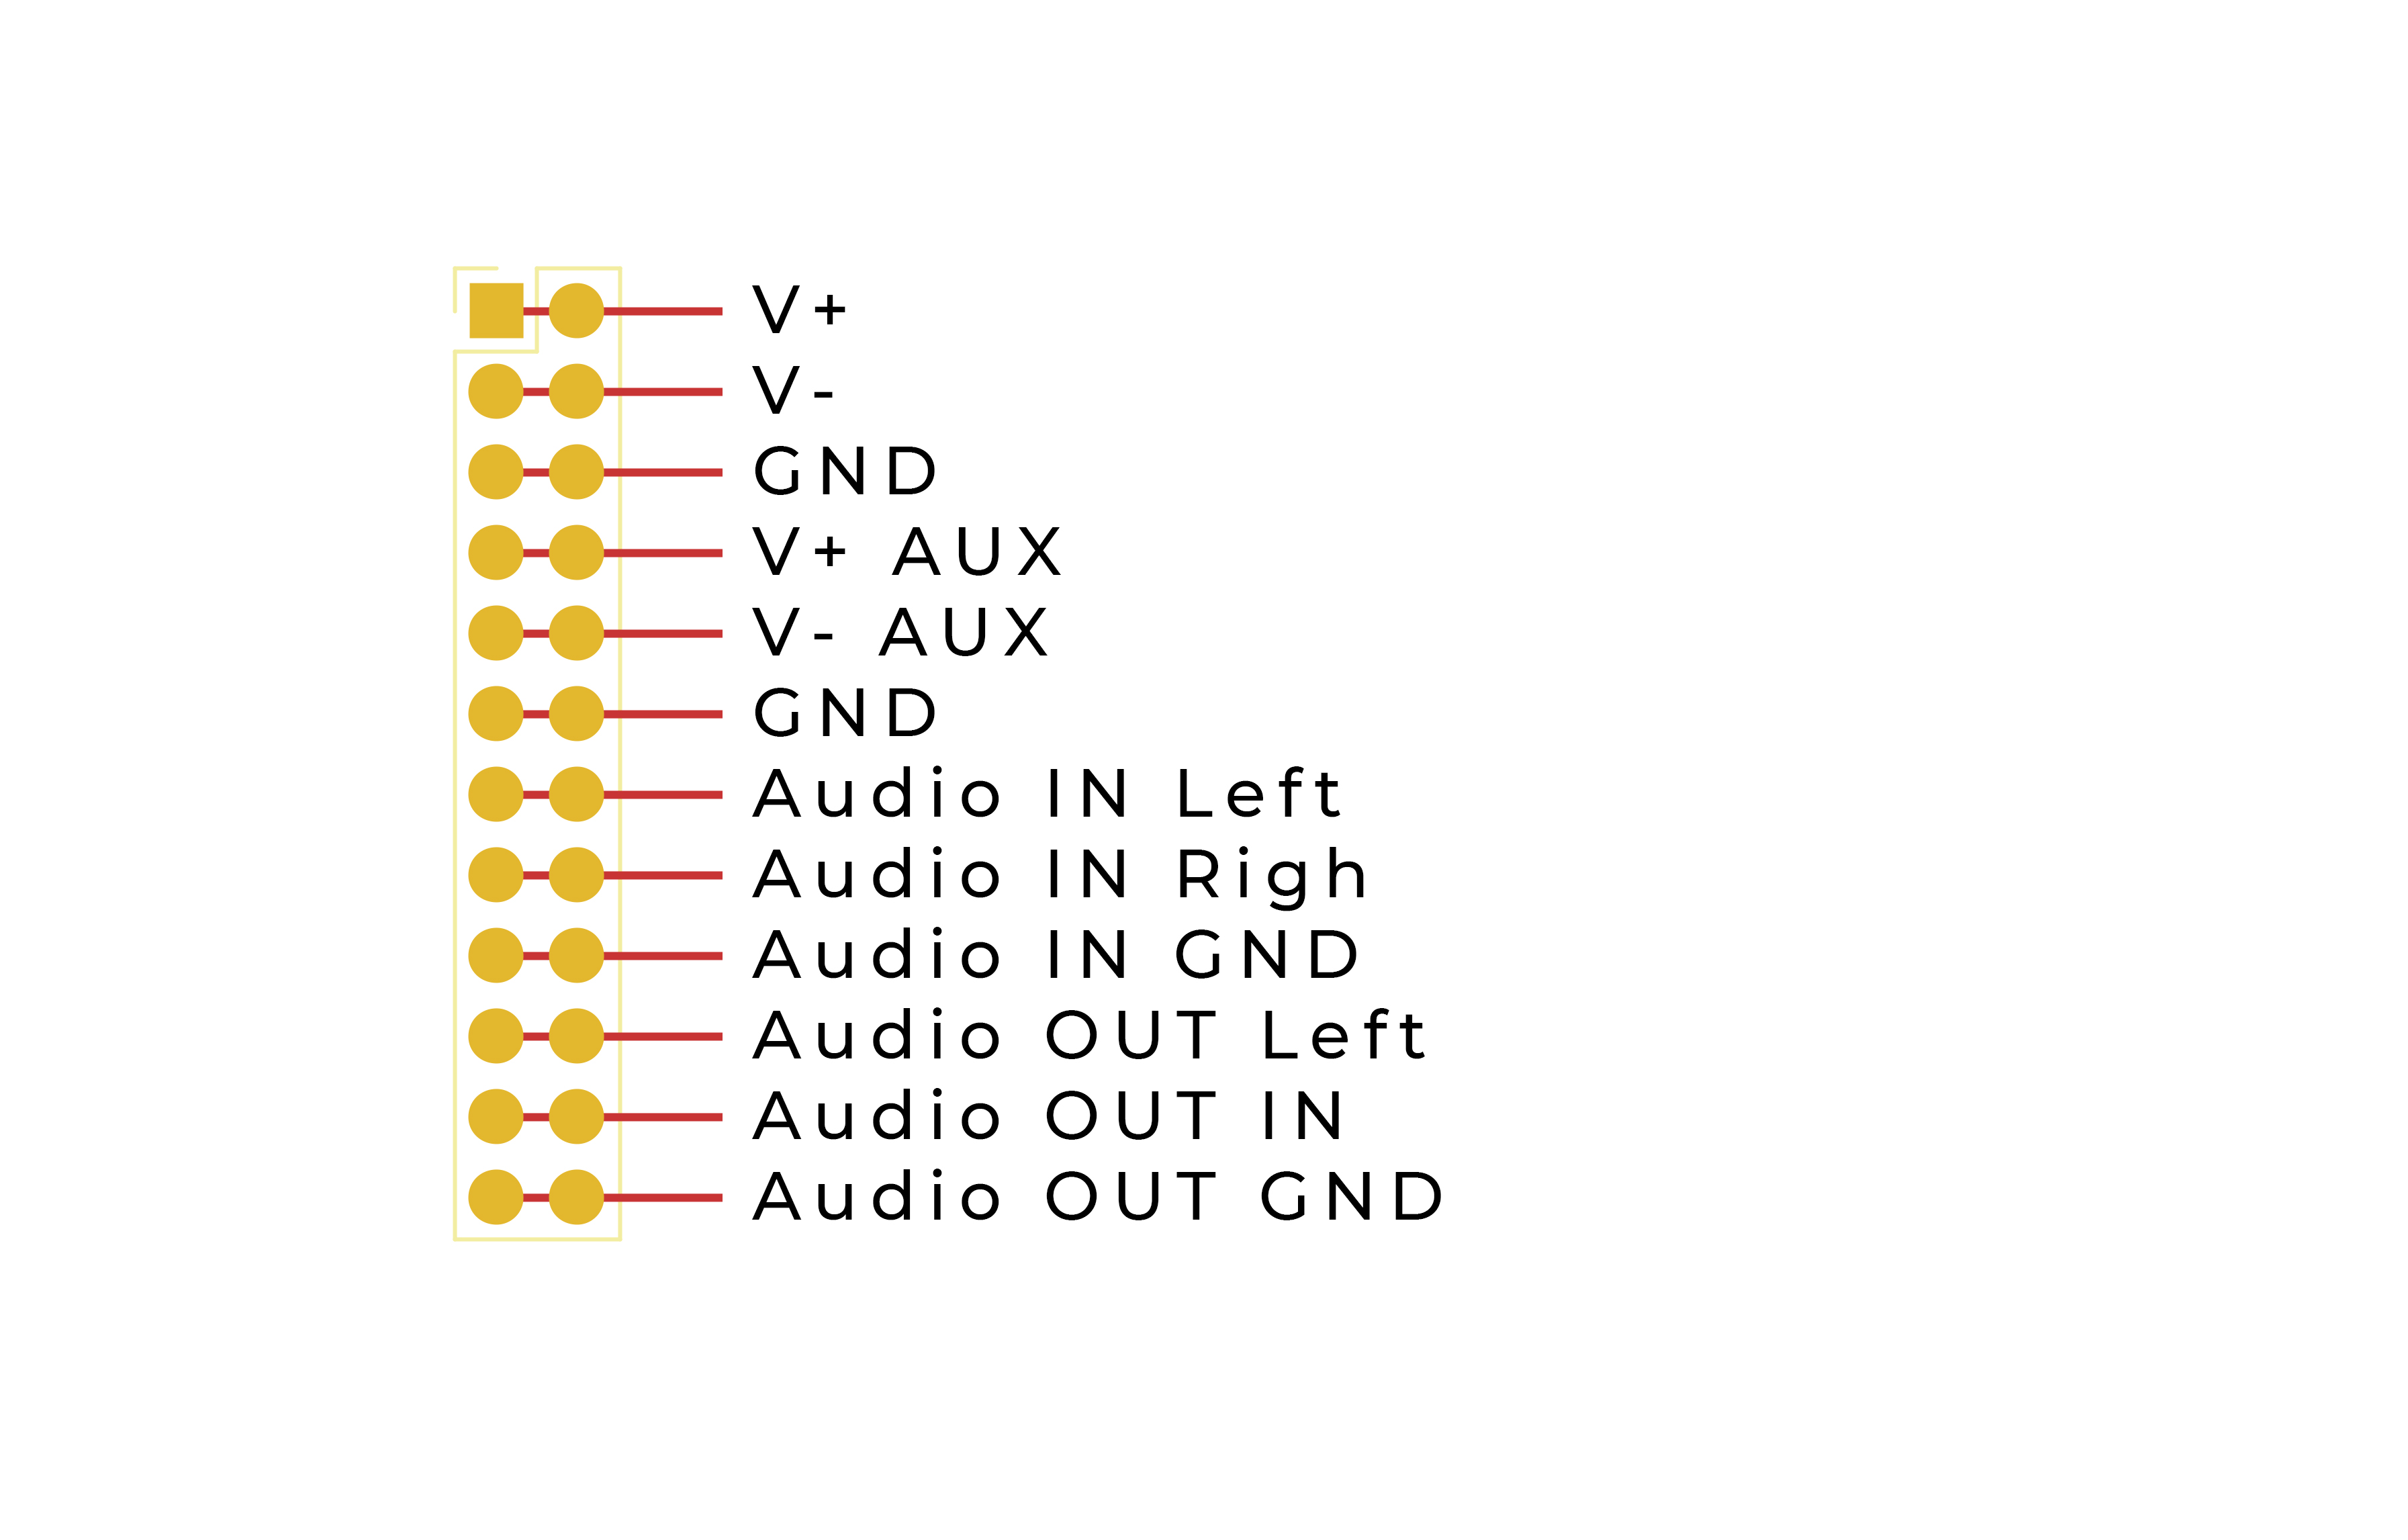 V+
V-
GND
V+ AUX
V- AUX
GND
Audio IN Left
Audio IN Righ
Audio IN GND
Audio OUT Left
Audio OUT IN
Audio OUT GND